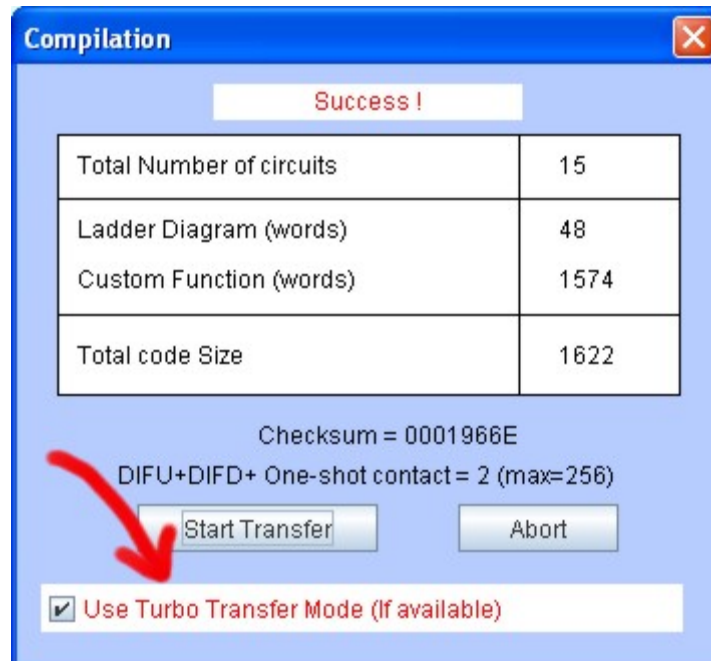 Compilation
Success !
Total Number of circuits 15
Ladder Diagram (words) 48
Custom Function (words) 1574
Total code Size 1622
Checksum = 0001966E
DIFU+DIFD+ One-shot contact = 2 (max=256)
Start Transfer Abort
Use Turbo Transfer Mode (If available)